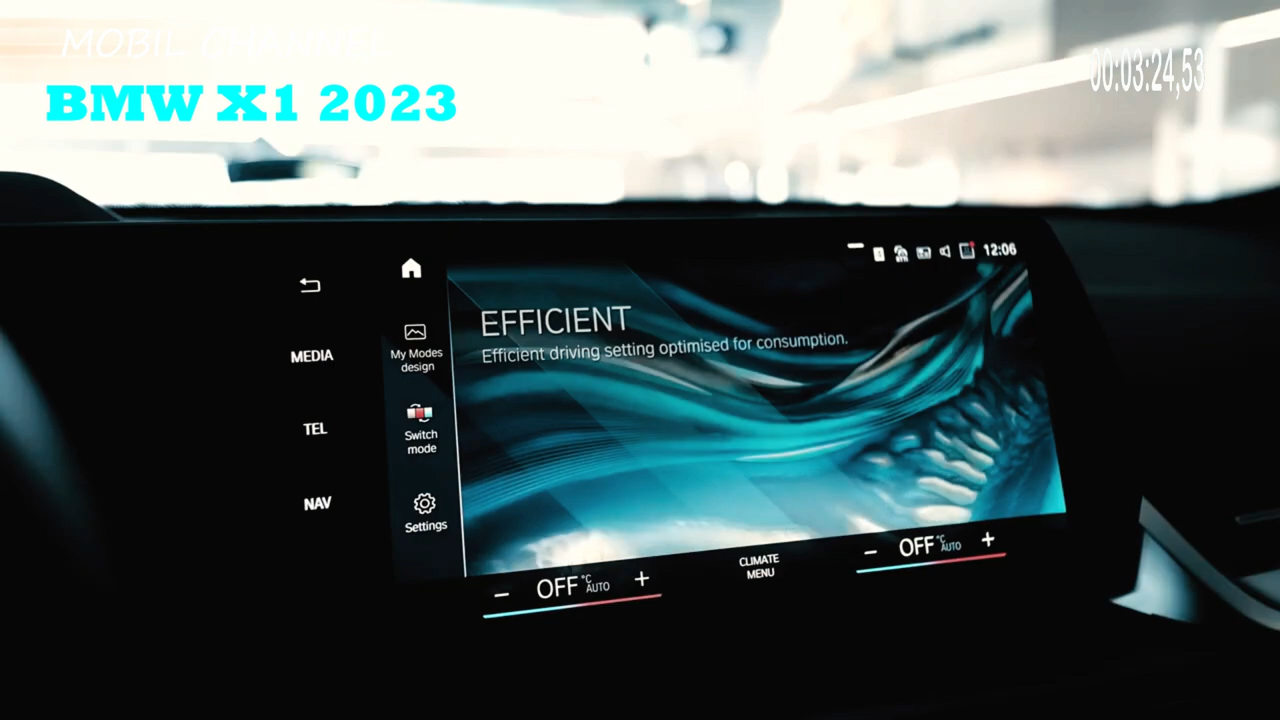 MOBIL CHANNEL
BMW X1 2023
00:03:24,53
12:06
MEDIA
TEL
NAV
My Modes
design
Switch
mode
Settings
EFFICIENT
Efficient driving setting optimised for consumption.
− OFF °C AUTO +
CLIMATE
MENU
− OFF °C AUTO +